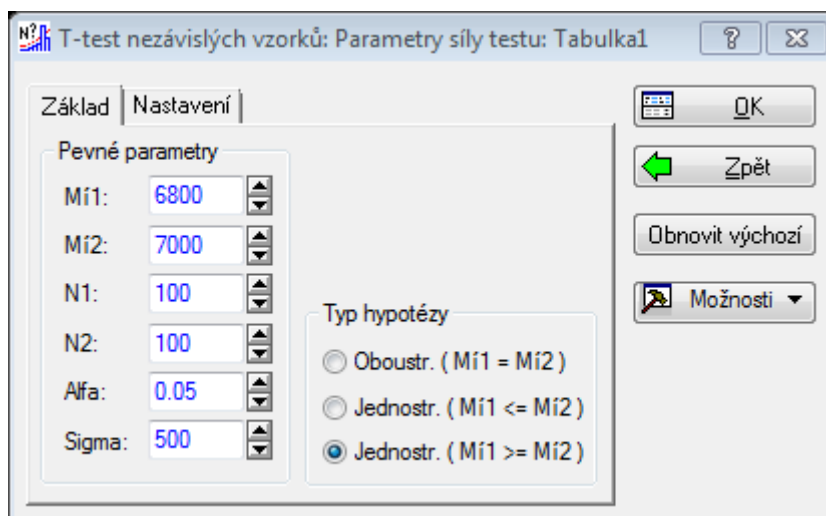 T-test nezávislých vzorků: Parametry síly testu: Tabulka1
Základ
Nastavení
Pevné parametry
Mí1: 6800
Mí2: 7000
N1: 100
N2: 100
Alfa: 0.05
Sigma: 500
Typ hypotézy
Oboustr. ( Mí1 = Mí2 )
Jednostr. ( Mí1 <= Mí2 )
Jednostr. ( Mí1 >= Mí2 )
OK
Zpět
Obnovit výchozí
Možnosti